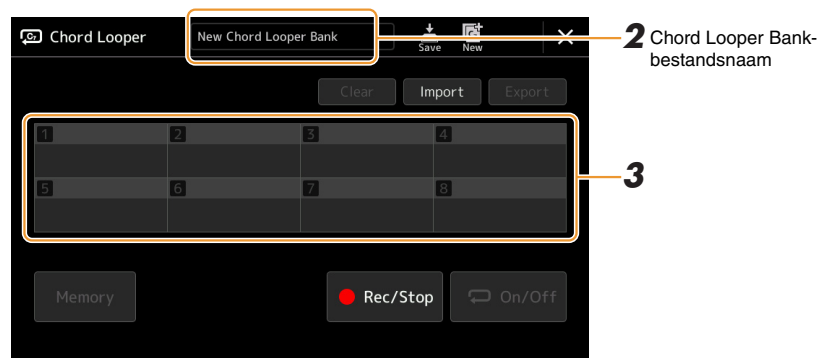 Chord Looper
New Chord Looper Bank
Save
New
2 Chord Looper Bank-
bestandsnaam
Clear
Import
Export
1
2
3
4
3
5
6
7
8
Memory
Rec/Stop
On/Off